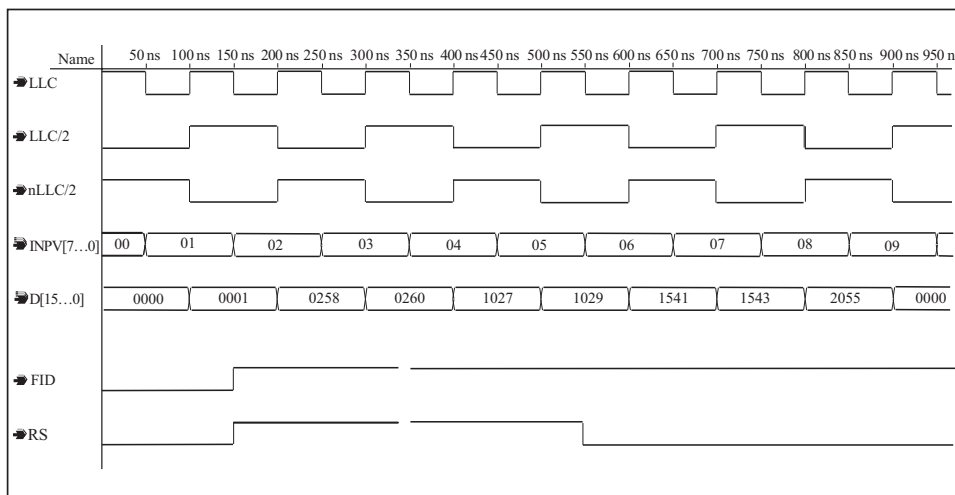 Name
50 ns 100 ns 150 ns 200 ns 250 ns 300 ns 350 ns 400 ns 450 ns 500 ns 550 ns 600 ns 650 ns 700 ns 750 ns 800 ns 850 ns 900 ns 950 n
LLC
LLC/2
nLLC/2
INPV[7…0] 00 01 02 03 04 05 06 07 08 09
D[15…0] 0000 0001 0258 0260 1027 1029 1541 1543 2055 0000
FID
RS